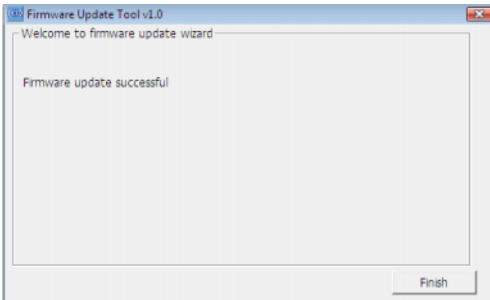 Firmware Update Tool v1.0
Welcome to firmware update wizard
Firmware update successful
Finish